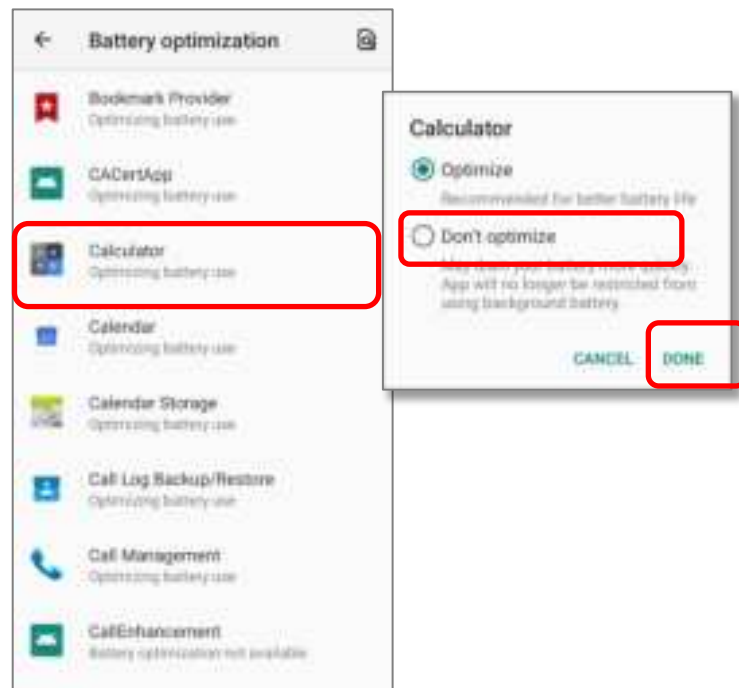 Battery optimization
Bookmark Provider
Optimizing battery use
CACertApp
Optimizing battery use
Calculator
Optimizing battery use
Calendar
Optimizing battery use
Calendar Storage
Optimizing battery use
Call Log Backup/Restore
Optimizing battery use
Call Management
Optimizing battery use
CallEnhancement
Battery optimization not available
Calculator
Optimize
Recommended for better battery life
Don't optimize
May drain your battery more quickly.
App will no longer be restricted from
using background battery.
CANCEL DONE